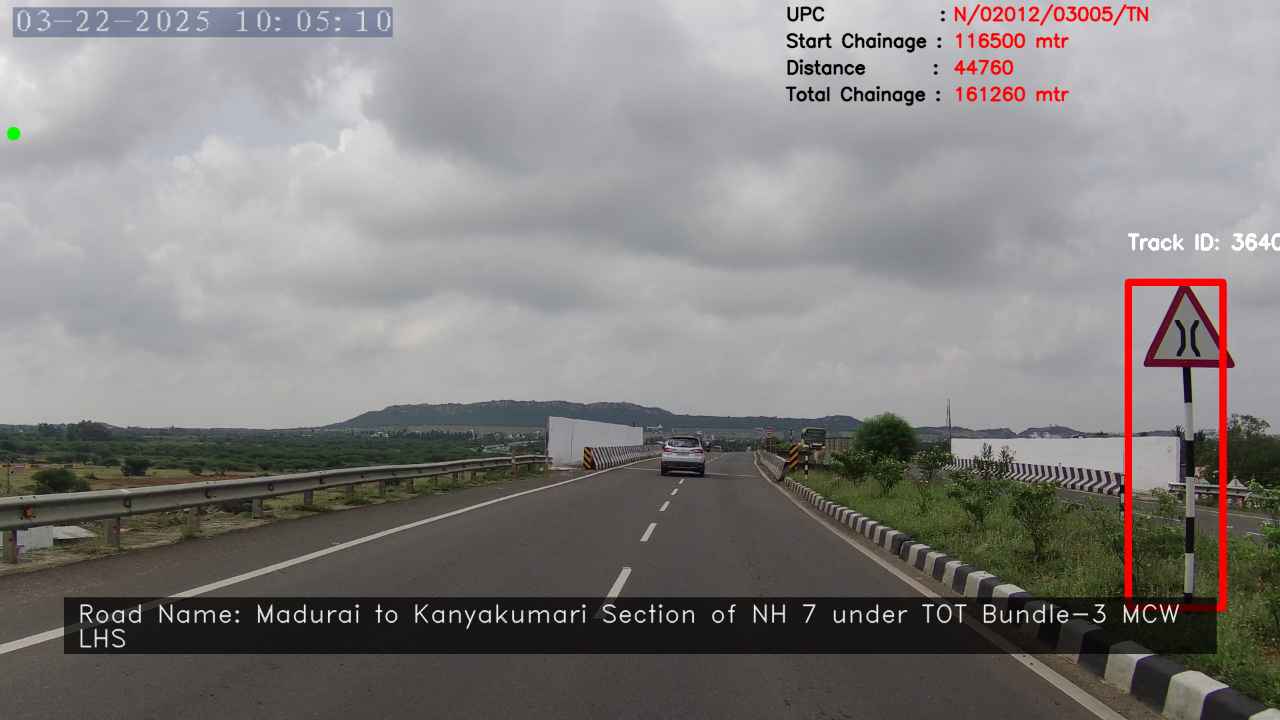 03-22-2025 10:05:10
UPC : N/02012/03005/TN
Start Chainage : 116500 mtr
Distance : 44760
Total Chainage : 161260 mtr
Track ID: 3640
Road Name: Madurai to Kanyakumari Section of NH 7 under TOT Bundle-3 MCW
LHS